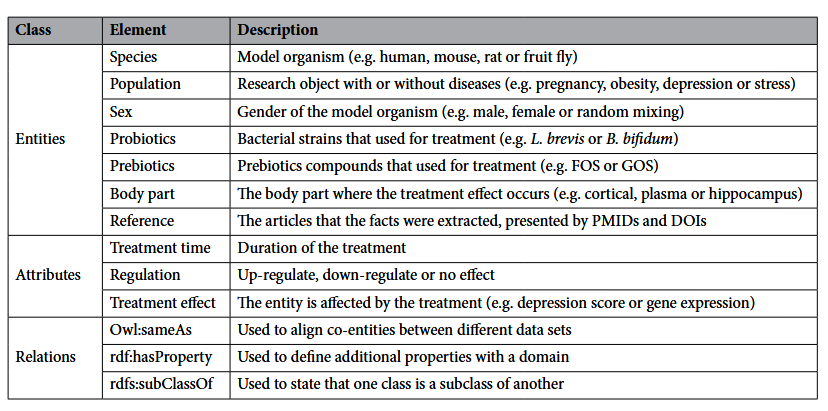 Class Element Description
Species Model organism (e.g. human, mouse, rat or fruit fly)
Population Research object with or without diseases (e.g. pregnancy, obesity, depression or stress)
Sex Gender of the model organism (e.g. male, female or random mixing)
Entities Probiotics Bacterial strains that used for treatment (e.g. L. brevis or B. bifidum)
Prebiotics Prebiotics compounds that used for treatment (e.g. FOS or GOS)
Body part The body part where the treatment effect occurs (e.g. cortical, plasma or hippocampus)
Reference The articles that the facts were extracted, presented by PMIDs and DOIs
Treatment time Duration of the treatment
Attributes Regulation Up-regulate, down-regulate or no effect
Treatment effect The entity is affected by the treatment (e.g. depression score or gene expression)
Owl:sameAs Used to align co-entities between different data sets
Relations rdf:hasProperty Used to define additional properties with a domain
rdfs:subClassOf Used to state that one class is a subclass of another